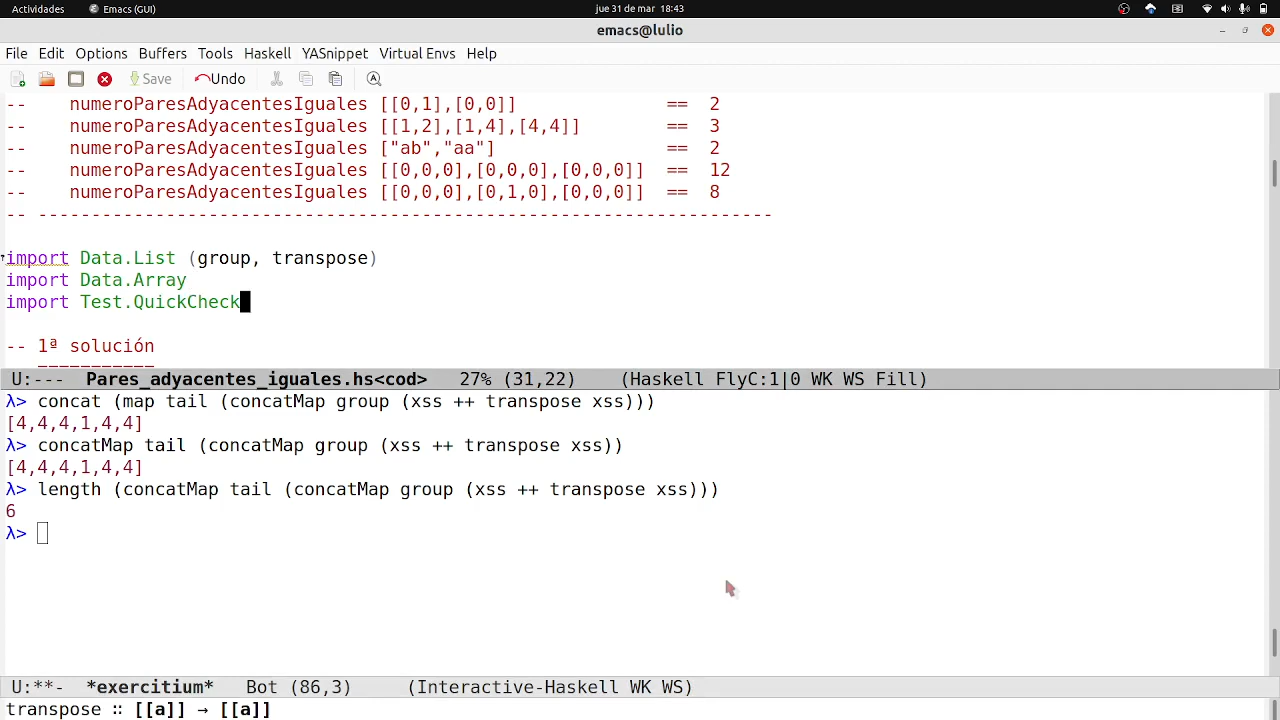 Actividades Emacs (GUI) jue 31 de mar 18:43
emacs@lulio
File Edit Options Buffers Tools Haskell YASnippet Virtual Envs Help
Save Undo
-- numeroParesAdyacentesIguales [[0,1],[0,0]] == 2
-- numeroParesAdyacentesIguales [[1,2],[1,4],[4,4]] == 3
-- numeroParesAdyacentesIguales ["ab","aa"] == 2
-- numeroParesAdyacentesIguales [[0,0,0],[0,0,0],[0,0,0]] == 12
-- numeroParesAdyacentesIguales [[0,0,0],[0,1,0],[0,0,0]] == 8
-- ---------------------------------------------------------------------
import Data.List (group, transpose)
import Data.Array
import Test.QuickCheck
-- 1ª solución
U:--- Pares_adyacentes_iguales.hs<cod> 27% (31,22) (Haskell FlyC:1|0 WK WS Fill)
λ> concat (map tail (concatMap group (xss ++ transpose xss)))
[4,4,4,1,4,4]
λ> concatMap tail (concatMap group (xss ++ transpose xss))
[4,4,4,1,4,4]
λ> length (concatMap tail (concatMap group (xss ++ transpose xss)))
6
λ>
U:**- *exercitium* Bot (86,3) (Interactive-Haskell WK WS)
transpose ∷ [[a]] → [[a]]